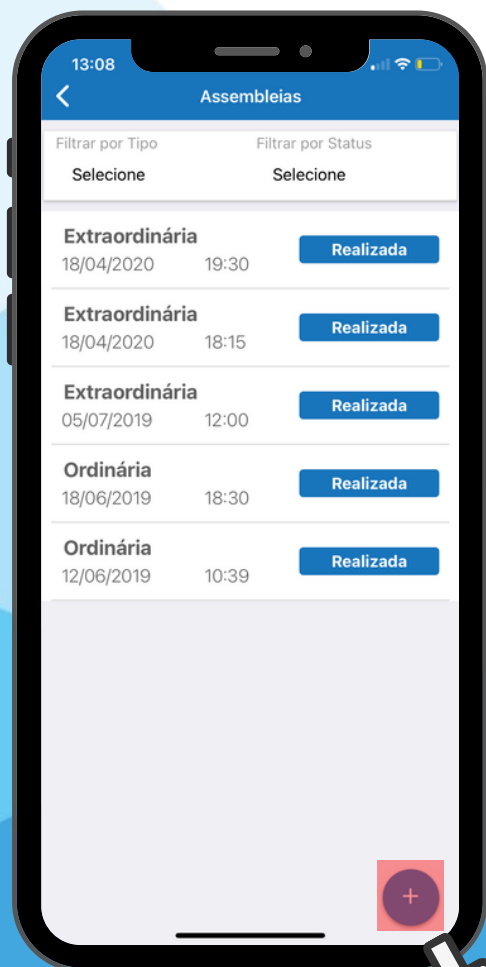 13:08
Assembleias
Filtrar por Tipo Filtrar por Status
Selecione Selecione
Extraordinária
18/04/2020 19:30 Realizada
Extraordinária
18/04/2020 18:15 Realizada
Extraordinária
05/07/2019 12:00 Realizada
Ordinária
18/06/2019 18:30 Realizada
Ordinária
12/06/2019 10:39 Realizada
+